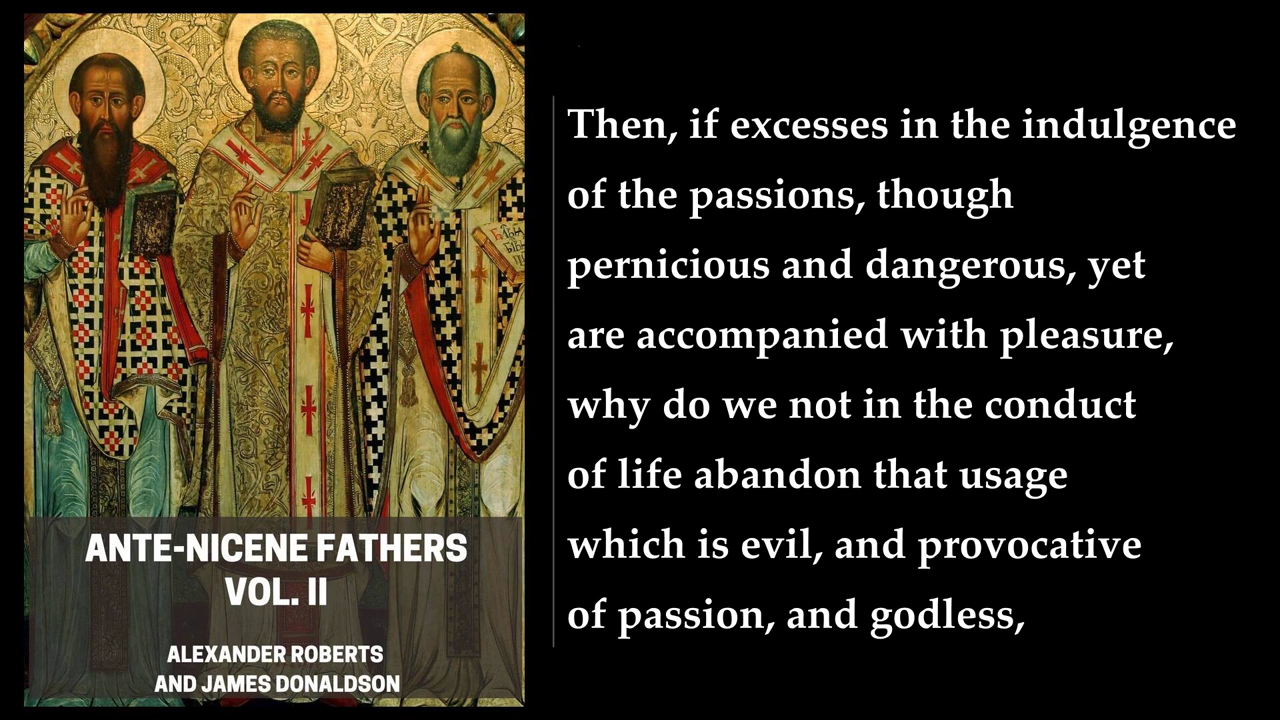 ANTE-NICENE FATHERS
VOL. II
ALEXANDER ROBERTS
AND JAMES DONALDSON
Then, if excesses in the indulgence
of the passions, though
pernicious and dangerous, yet
are accompanied with pleasure,
why do we not in the conduct
of life abandon that usage
which is evil, and provocative
of passion, and godless,